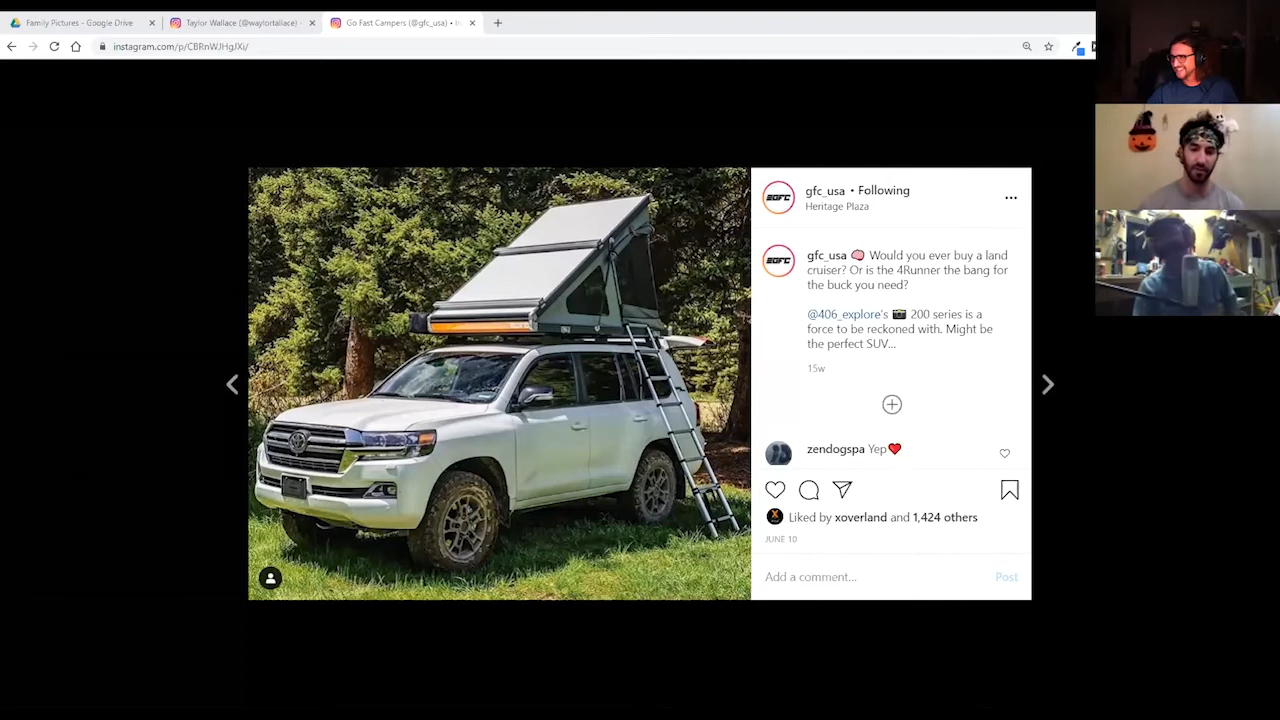 Family Pictures - Google Drive
Taylor Wallace (@waylortallace) •
Go Fast Campers (@gfc_usa) •
instagram.com/p/CBRnWJHgJXi/
gfc_usa • Following
Heritage Plaza
gfc_usa 🧠 Would you ever buy a land
cruiser? Or is the 4Runner the bang for
the buck you need?
@406_explore's 📷 200 series is a
force to be reckoned with. Might be
the perfect SUV...
15w
zendogspa Yep❤️
Liked by xoverland and 1,424 others
JUNE 10
Add a comment...
Post
GFC
GFC